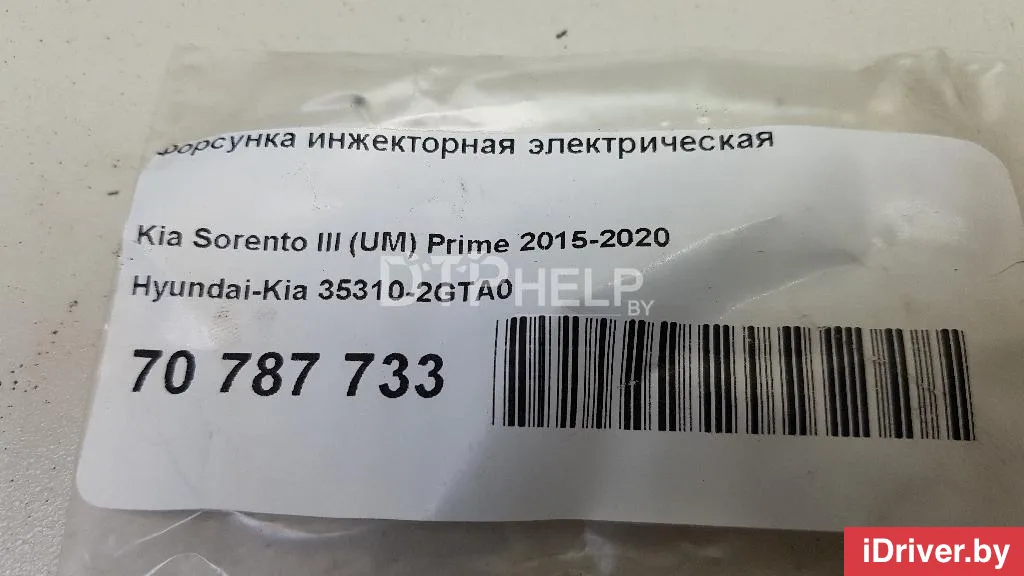 Форсунка инжекторная электрическая
Kia Sorento III (UM) Prime 2015-2020
Hyundai-Kia 35310-2GTA0
DTPHELP
BY
70 787 733
iDriver.by